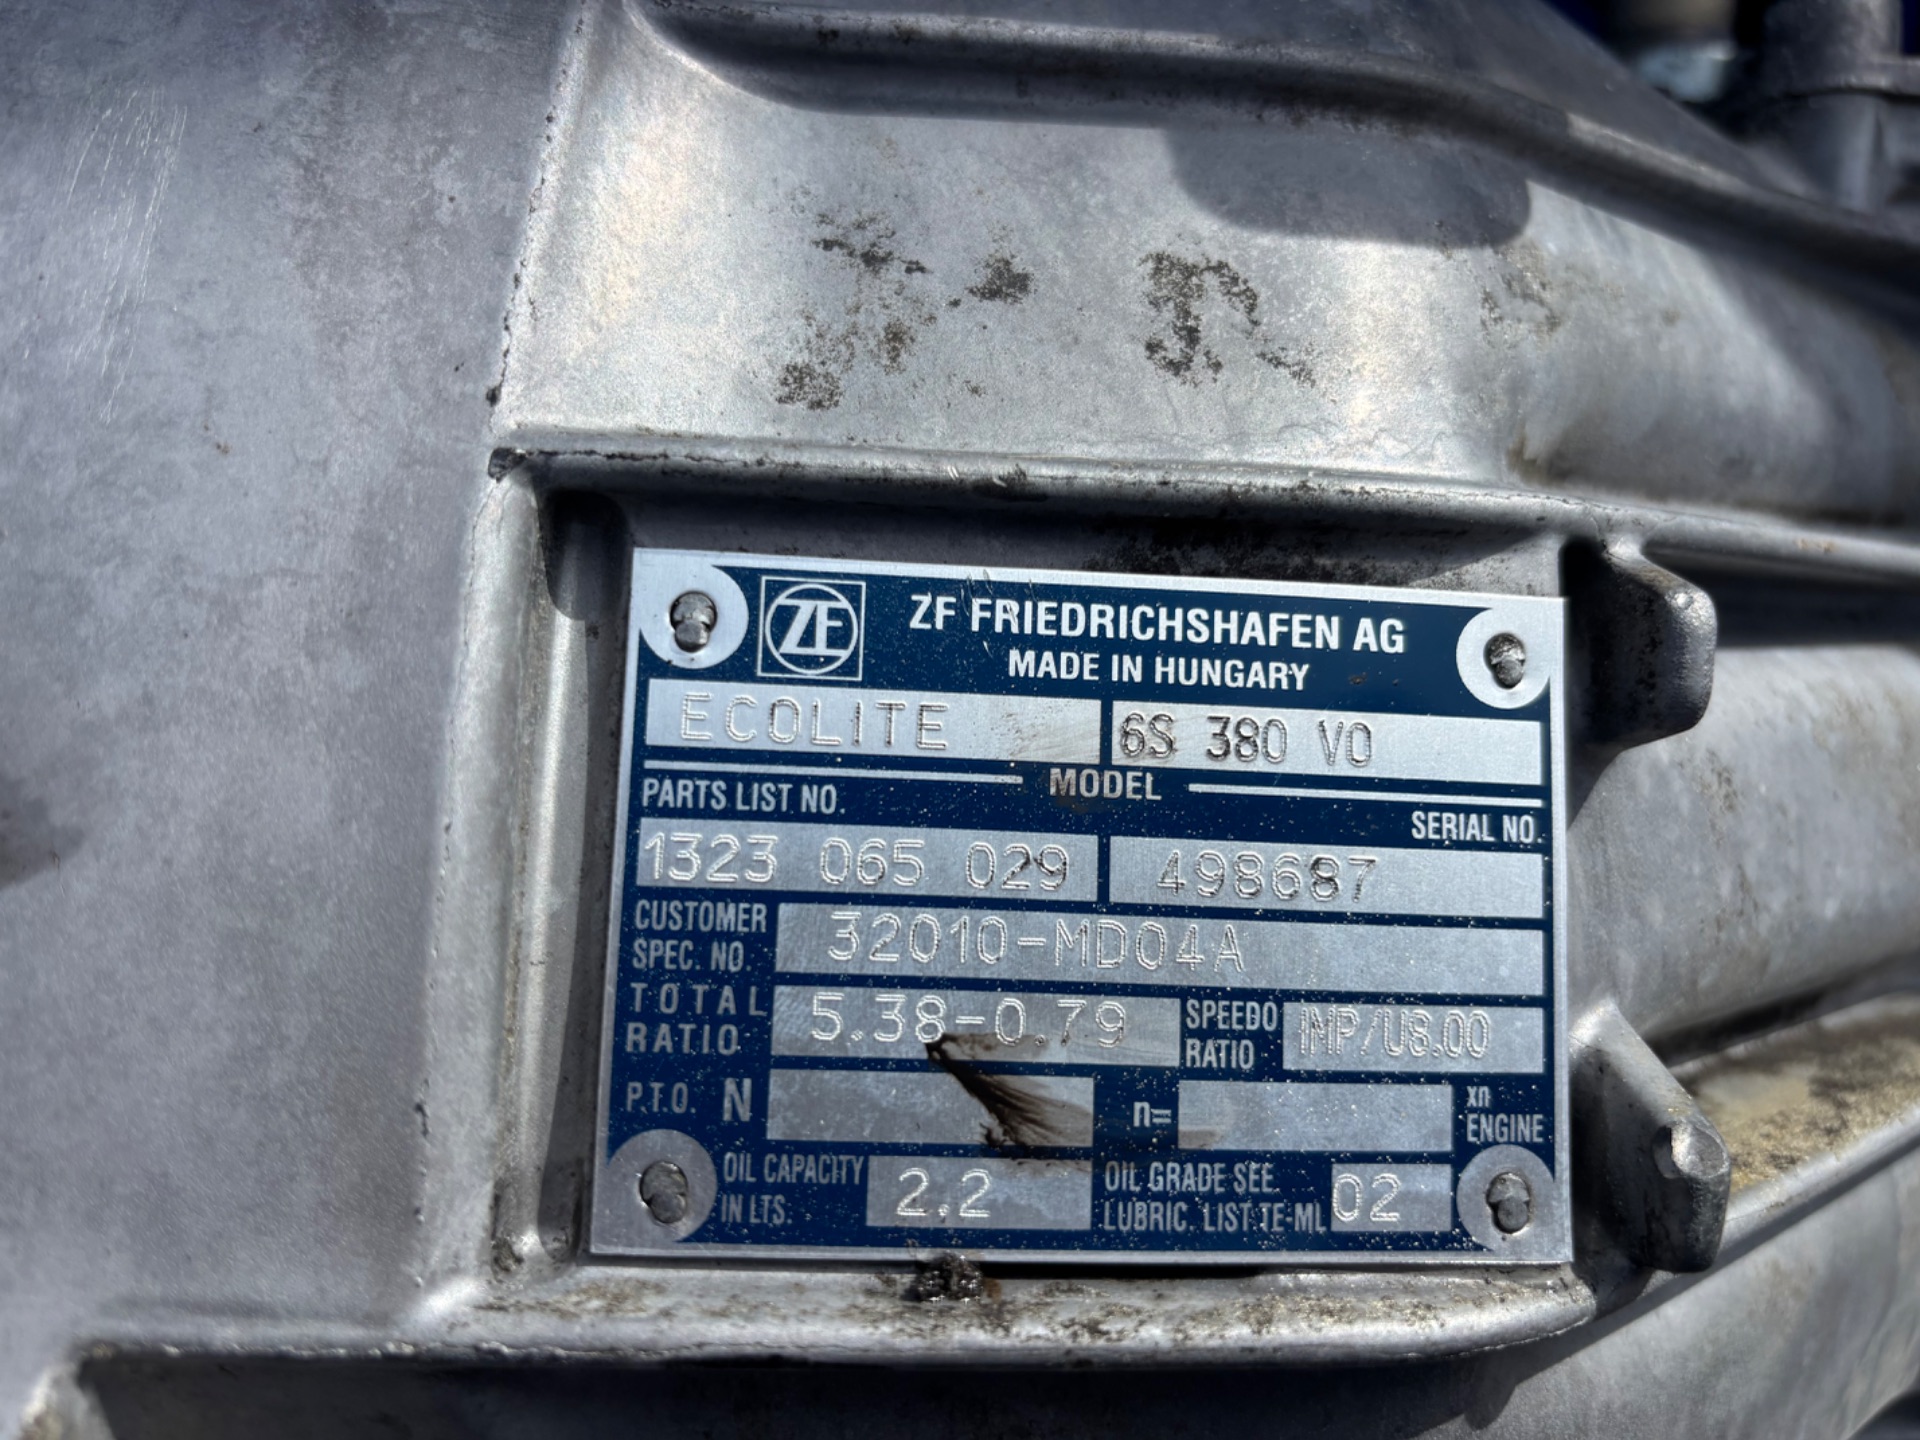 ZF
ZF FRIEDRICHSHAFEN AG
MADE IN HUNGARY
ECOLITE 6S 380 VO
MODEL
PARTS LIST NO. SERIAL NO.
1323 065 029 498687
CUSTOMER SPEC. NO. 32010-MD04A
TOTAL RATIO 5.38-0.79 SPEEDO RATIO IMP/U8.00
P.T.O. N n= xn ENGINE
OIL CAPACITY IN LTS. 2.2 OIL GRADE SEE LUBRIC. LIST TE-ML 02